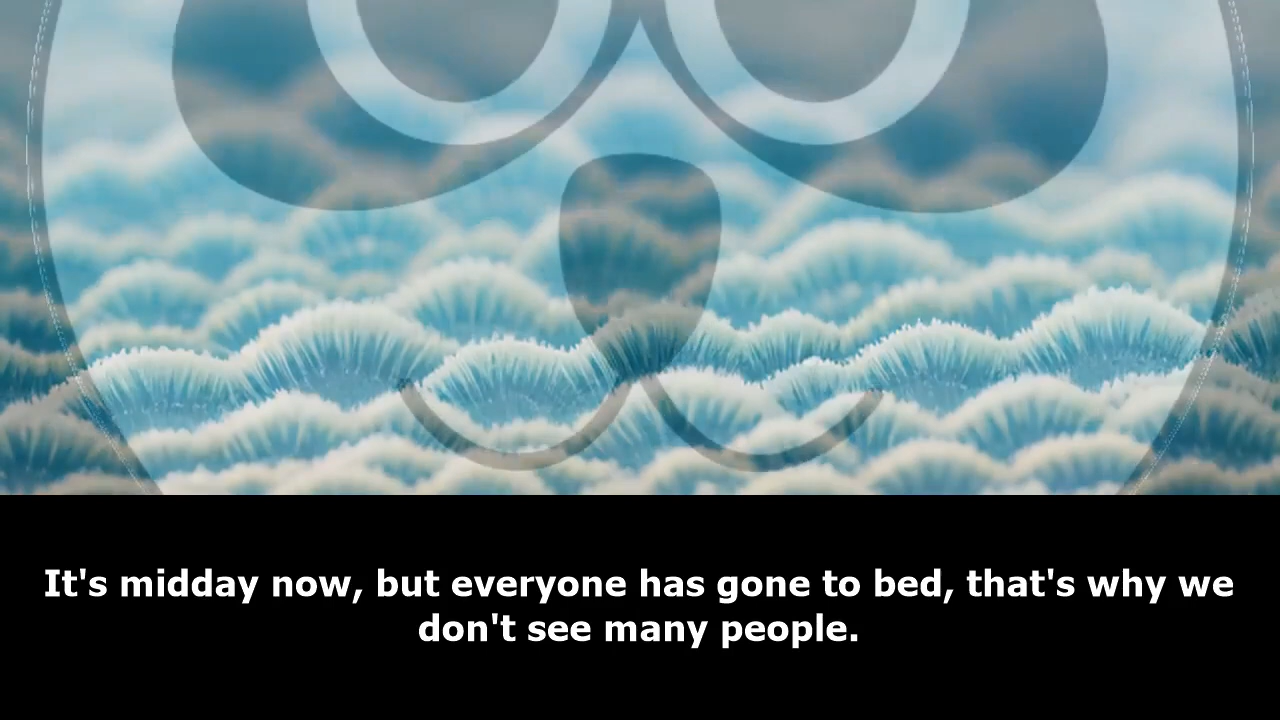 It's midday now, but everyone has gone to bed, that's why we
don't see many people.